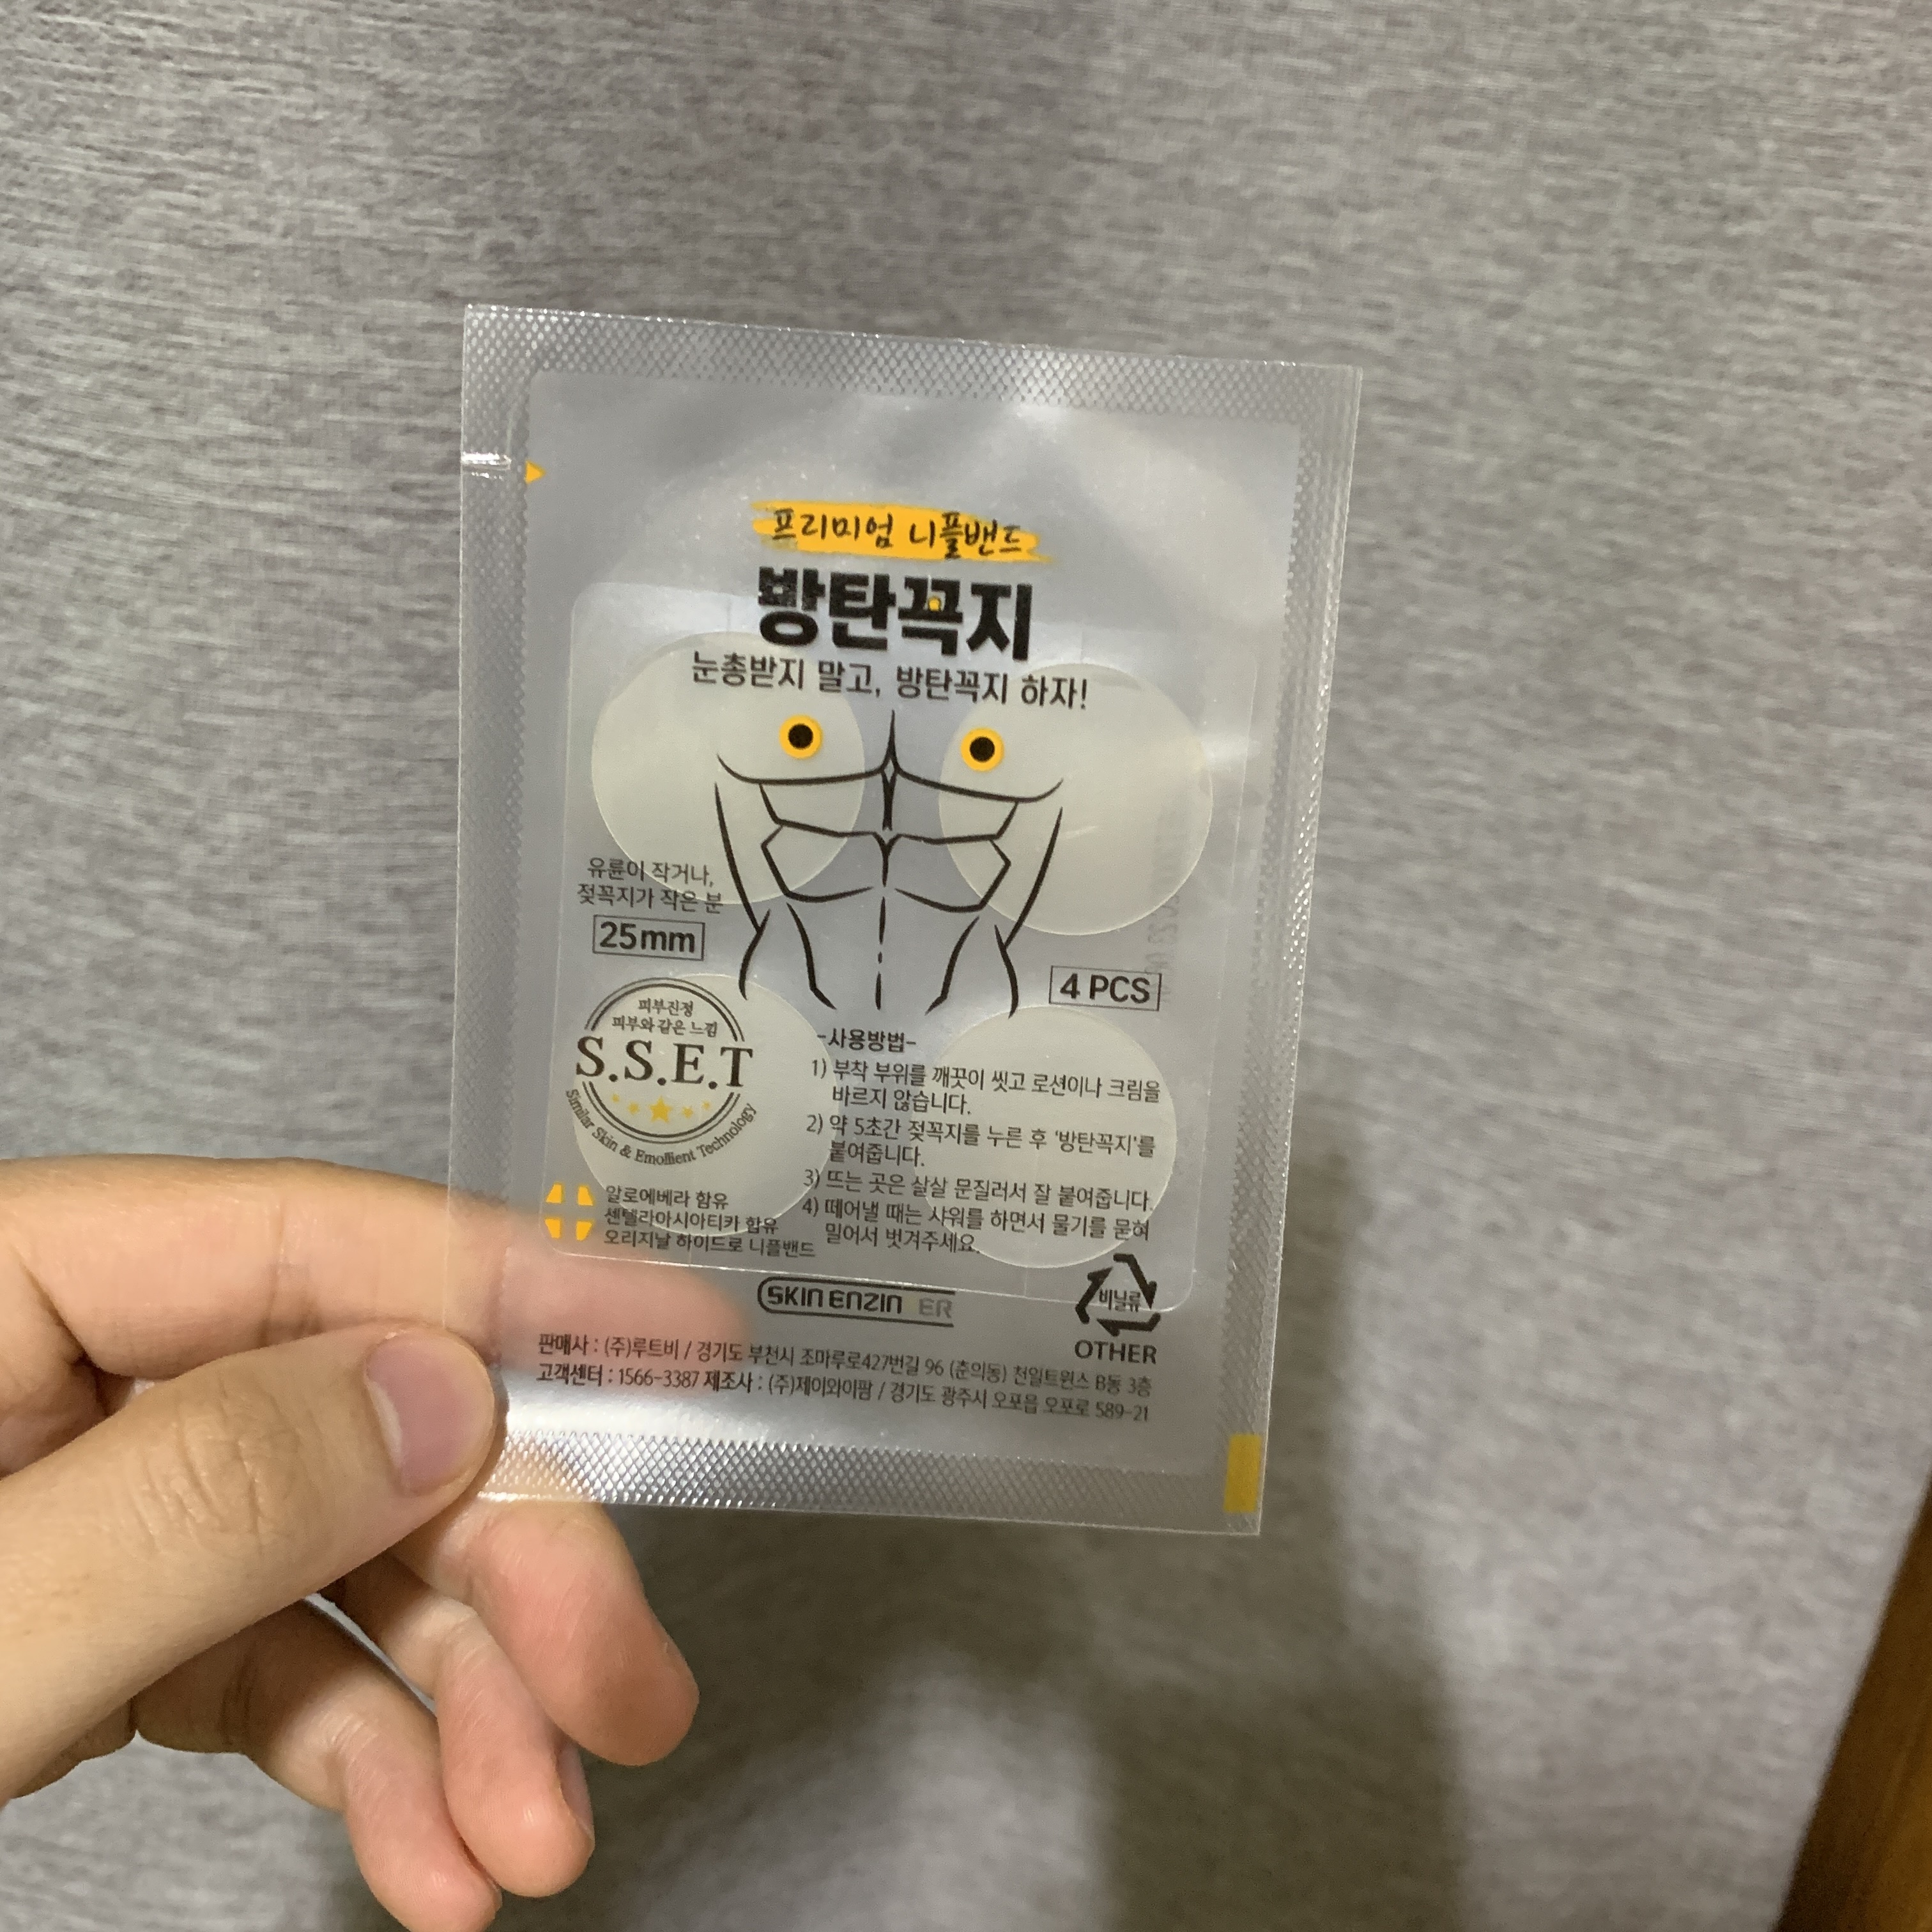 프리미엄 니플밴드
방탄꼭지
눈총받지 말고, 방탄꼭지 하자!
유륜이 작거나,
젖꼭지가 작은 분
25mm
4 PCS
피부진정
피부와 같은 느낌
S.S.E.T
Similar Skin & Emollient Technology
알로에베라 함유
센텔라아시아티카 함유
오리지날 하이드로 니플밴드
-사용방법-
1) 부착 부위를 깨끗이 씻고 로션이나 크림을
바르지 않습니다.
2) 약 5초간 젖꼭지를 누른 후 '방탄꼭지'를
붙여줍니다.
3) 뜨는 곳은 살살 문질러서 잘 붙여줍니다.
4) 떼어낼 때는 샤워를 하면서 물기를 묻혀
밀어서 벗겨주세요.
SKIN ENZIN ER
비닐류
OTHER
판매사 : (주)루트비 / 경기도 부천시 조마루로427번길 96 (춘의동) 천일트윈스 B동 3층
고객센터 : 1566-3387 제조사 : (주)제이와이팜 / 경기도 광주시 오포읍 오포로 589-21